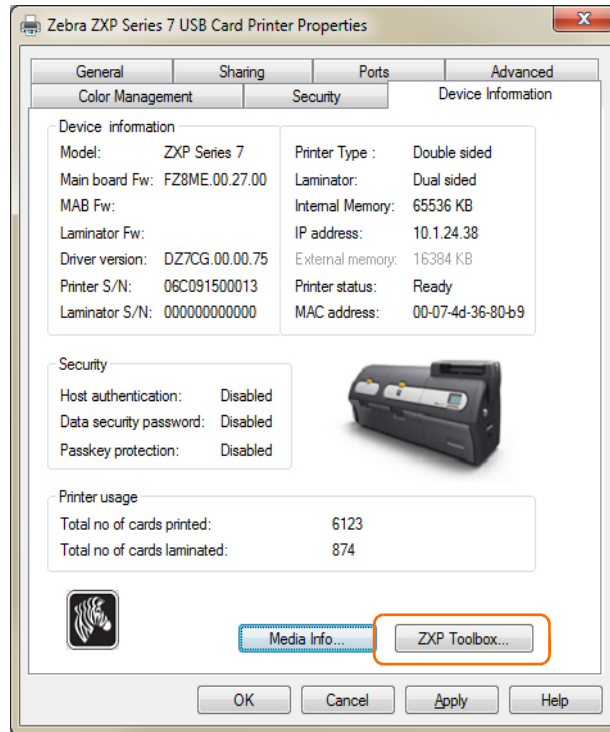 Zebra ZXP Series 7 USB Card Printer Properties
General Sharing Ports Advanced
Color Management Security Device Information
Device information
Model: ZXP Series 7
Main board Fw: FZ8ME.00.27.00
MAB Fw:
Laminator Fw:
Driver version: DZ7CG.00.00.75
Printer S/N: 06C091500013
Laminator S/N: 000000000000
Printer Type : Double sided
Laminator: Dual sided
Internal Memory: 65536 KB
IP address: 10.1.24.38
External memory: 16384 KB
Printer status: Ready
MAC address: 00-07-4d-36-80-b9
Security
Host authentication: Disabled
Data security password: Disabled
Passkey protection: Disabled
Printer usage
Total no of cards printed: 6123
Total no of cards laminated: 874
Media Info... ZXP Toolbox...
OK Cancel Apply Help